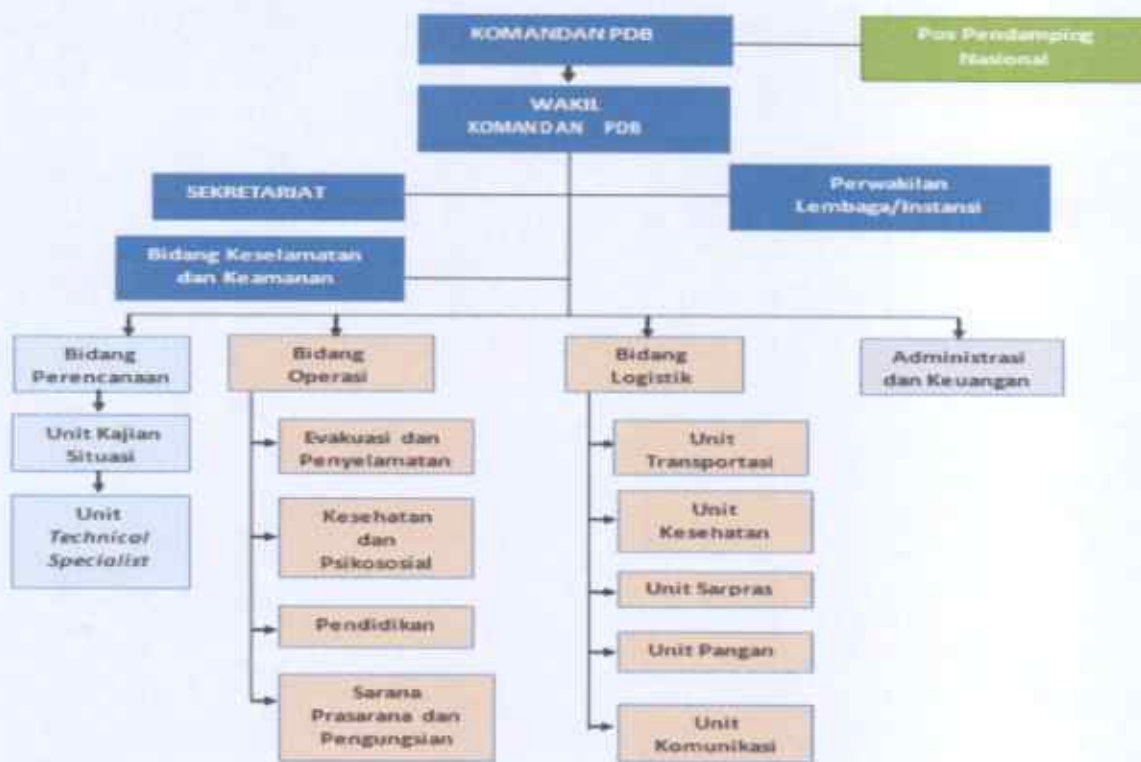 KOMANDAN PDB
Pos Pendamping
Nasional
WAKIL
KOMANDAN PDB
SEKRETARIAT
Perwakilan
Lembaga/Instansi
Bidang Keselamatan
dan Keamanan
Bidang
Perencanaan
Bidang
Operasi
Bidang
Logistik
Administrasi
dan Keuangan
Unit Kajian
Situasi
Unit
Technical
Specialist
Evakuasi dan
Penyelamatan
Kesehatan
dan
Psikososial
Pendidikan
Sarana
Prasarana dan
Pengungsian
Unit
Transportasi
Unit
Kesehatan
Unit Sarpras
Unit Pangan
Unit
Komunikasi